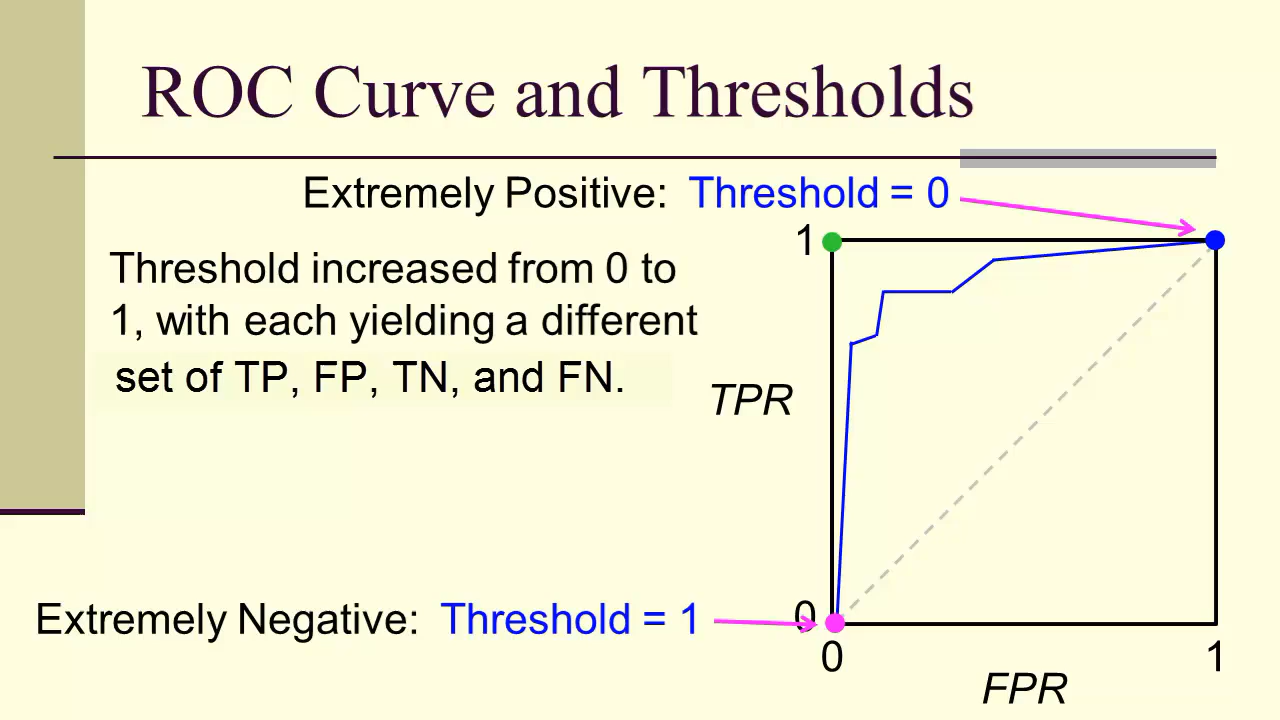 ROC Curve and Thresholds
Extremely Positive: Threshold = 0
Threshold increased from 0 to
1, with each yielding a different
set of TP, FP, TN, and FN.
1
TPR
Extremely Negative: Threshold = 1
0
0
1
FPR